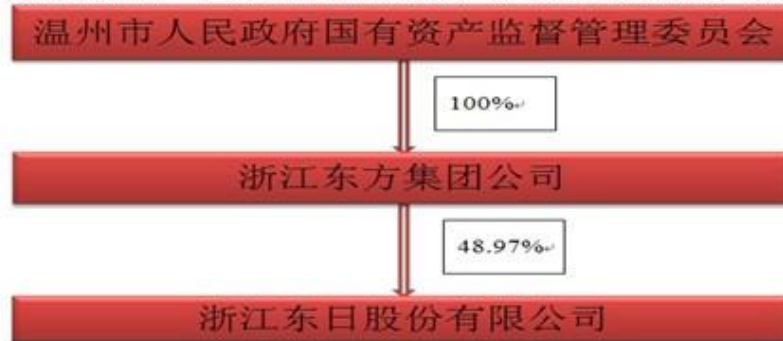 温州市人民政府国有资产监督管理委员会
100%
浙江东方集团公司
48.97%
浙江东日股份有限公司